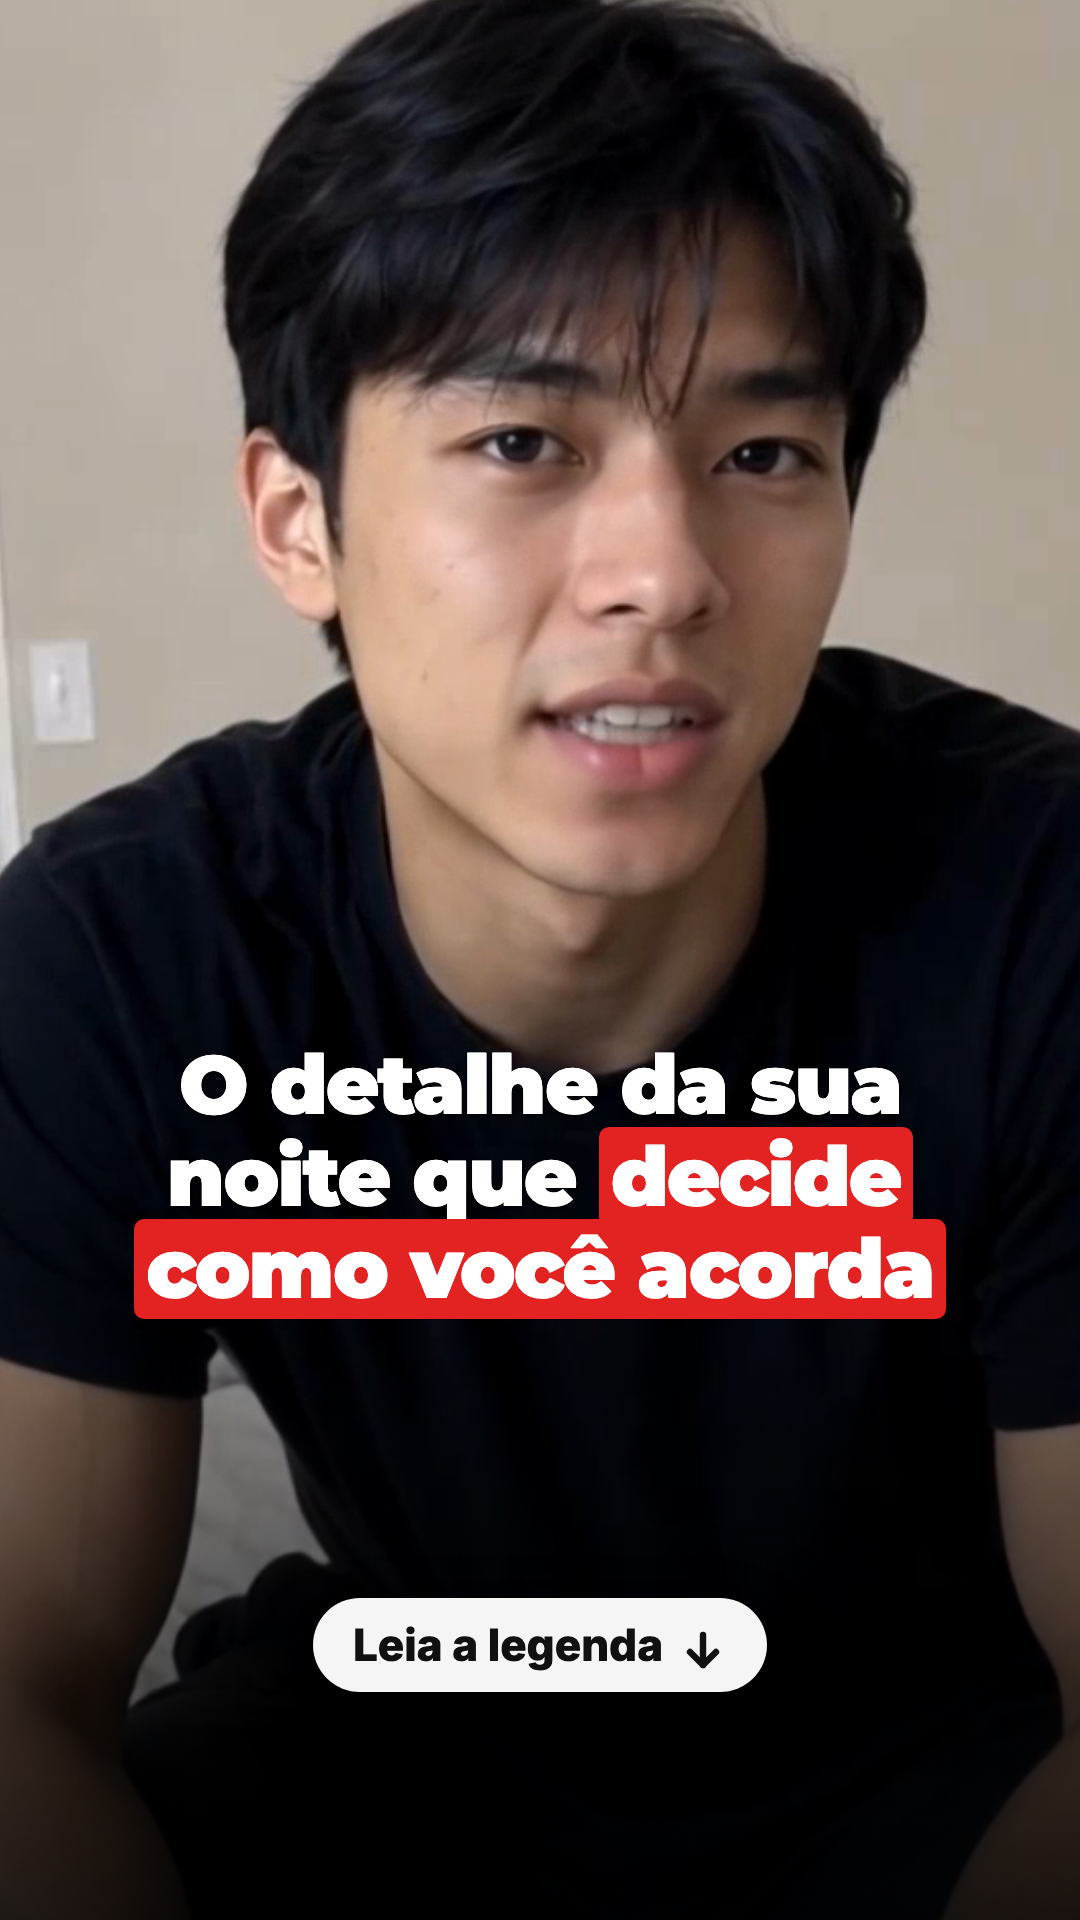 O detalhe da sua
noite que decide
como você acorda
Leia a legenda ↓